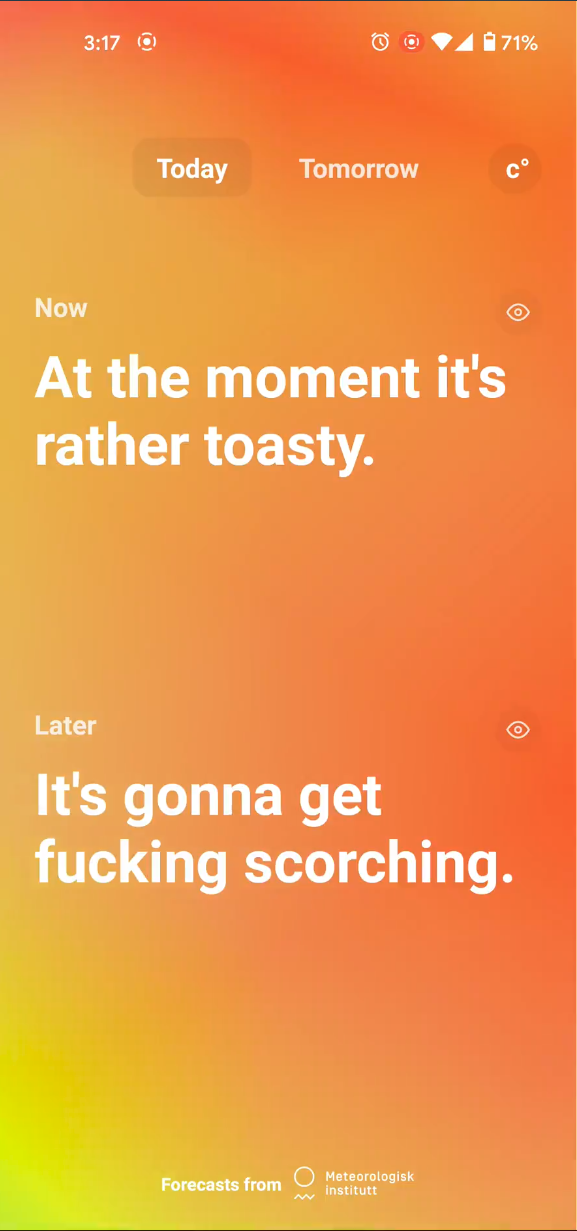 3:17
71%
Today
Tomorrow
c°
Now
At the moment it's
rather toasty.
Later
It's gonna get
fucking scorching.
Forecasts from
Meteorologisk
institutt